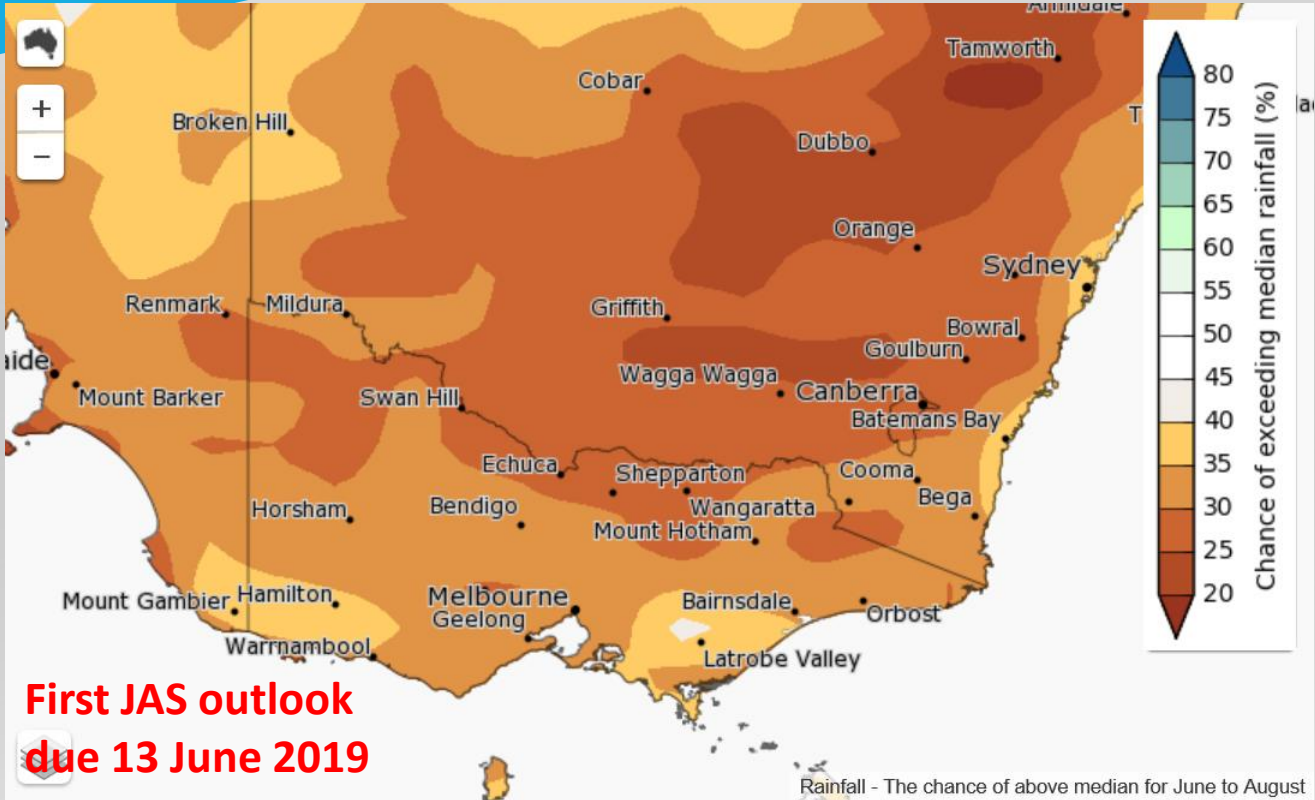 Armidale
Tamworth
Cobar
+
Broken Hill
T
la
−
Dubbo
Orange
Sydney
Renmark
Mildura
Griffith
Bowral
aide
Goulburn
Wagga Wagga
Canberra
Mount Barker
Swan Hill
Batemans Bay
Echuca
Shepparton
Cooma
Horsham
Bendigo
Wangaratta
Bega
Mount Hotham
Mount Gambier
Hamilton
Melbourne
Bairnsdale
Geelong
Orbost
Warrnambool
Latrobe Valley
80
75
70
65
60
55
50
45
40
35
30
25
20
Chance of exceeding median rainfall (%)
First JAS outlook
due 13 June 2019
Rainfall - The chance of above median for June to August